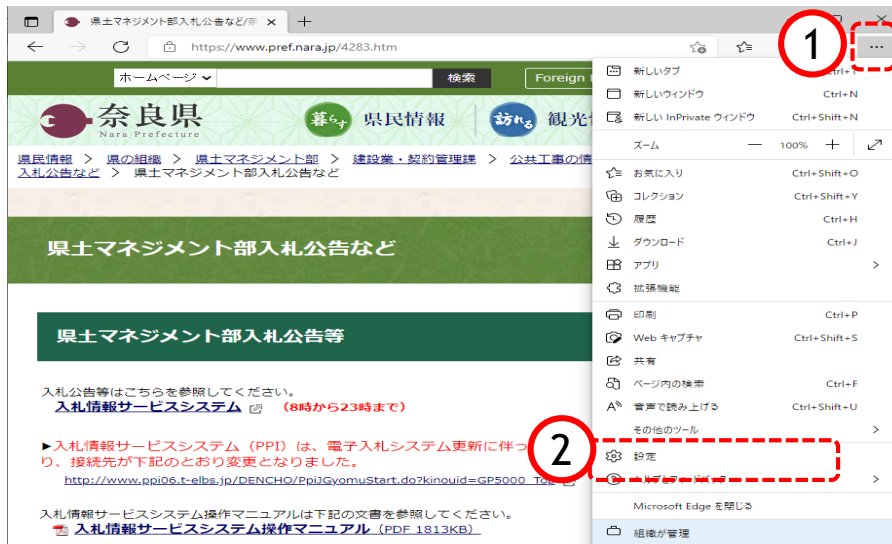 県土マネジメント部入札公告など/奈
https://www.pref.nara.jp/4283.htm
1
ホームページ
検索
Foreign
奈良県
Nara Prefecture
暮らす 県民情報
訪れる 観光
県民情報 > 県の組織 > 県土マネジメント部 > 建設業・契約管理課 > 公共工事の情
入札公告など > 県土マネジメント部入札公告など
県土マネジメント部入札公告など
県土マネジメント部入札公告等
入札公告等はこちらを参照してください。
入札情報サービスシステム (8時から23時まで)
►入札情報サービスシステム（PPI）は、電子入札システム更新に伴っ
り、接続先が下記のとおり変更となりました。
http://www.ppi06.t-elbs.jp/DENCHO/PpiJGyomuStart.do?kinouid=GP5000_Top
入札情報サービスシステム操作マニュアルは下記の文書を参照してください。
入札情報サービスシステム操作マニュアル（PDF 1813KB）
新しいタブ Ctrl+T
新しいウィンドウ Ctrl+N
新しい InPrivate ウィンドウ Ctrl+Shift+N
ズーム — 100% +
お気に入り Ctrl+Shift+O
コレクション Ctrl+Shift+Y
履歴 Ctrl+H
ダウンロード Ctrl+J
アプリ
拡張機能
印刷 Ctrl+P
Web キャプチャ Ctrl+Shift+S
共有
ページ内の検索 Ctrl+F
音声で読み上げる Ctrl+Shift+U
その他のツール
2
設定
ヘルプとフィードバック
Microsoft Edge を閉じる
組織が管理